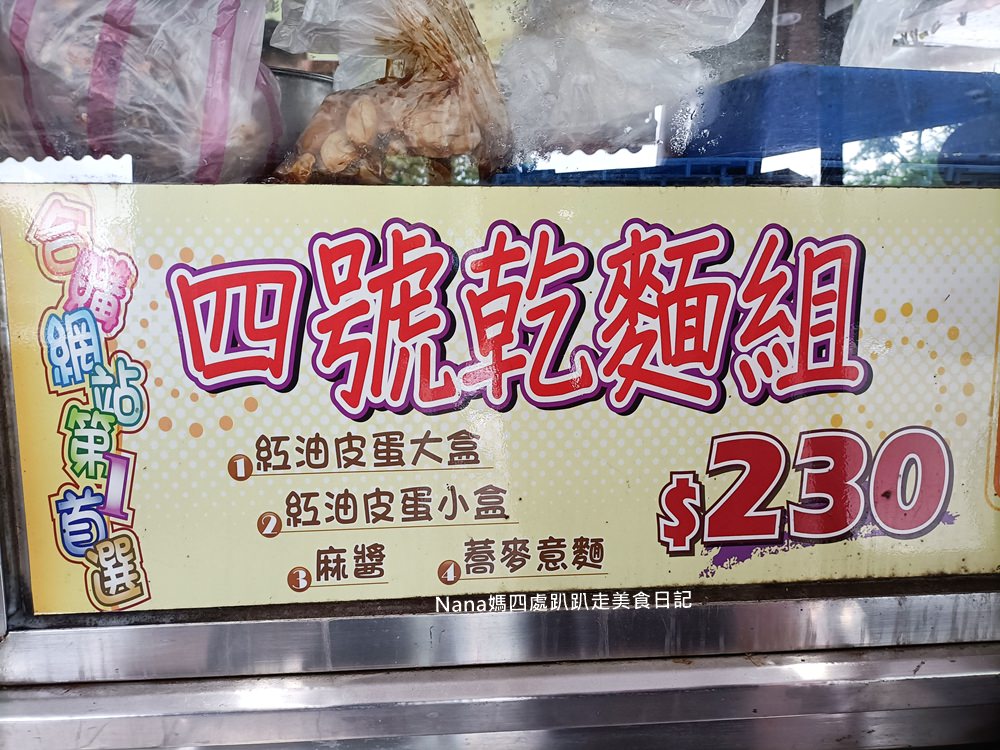 合購網站第1首選
四號乾麵組
①紅油皮蛋大盒
②紅油皮蛋小盒
③麻醬 ④蕎麥意麵
$230
Nana媽四處趴趴走美食日記